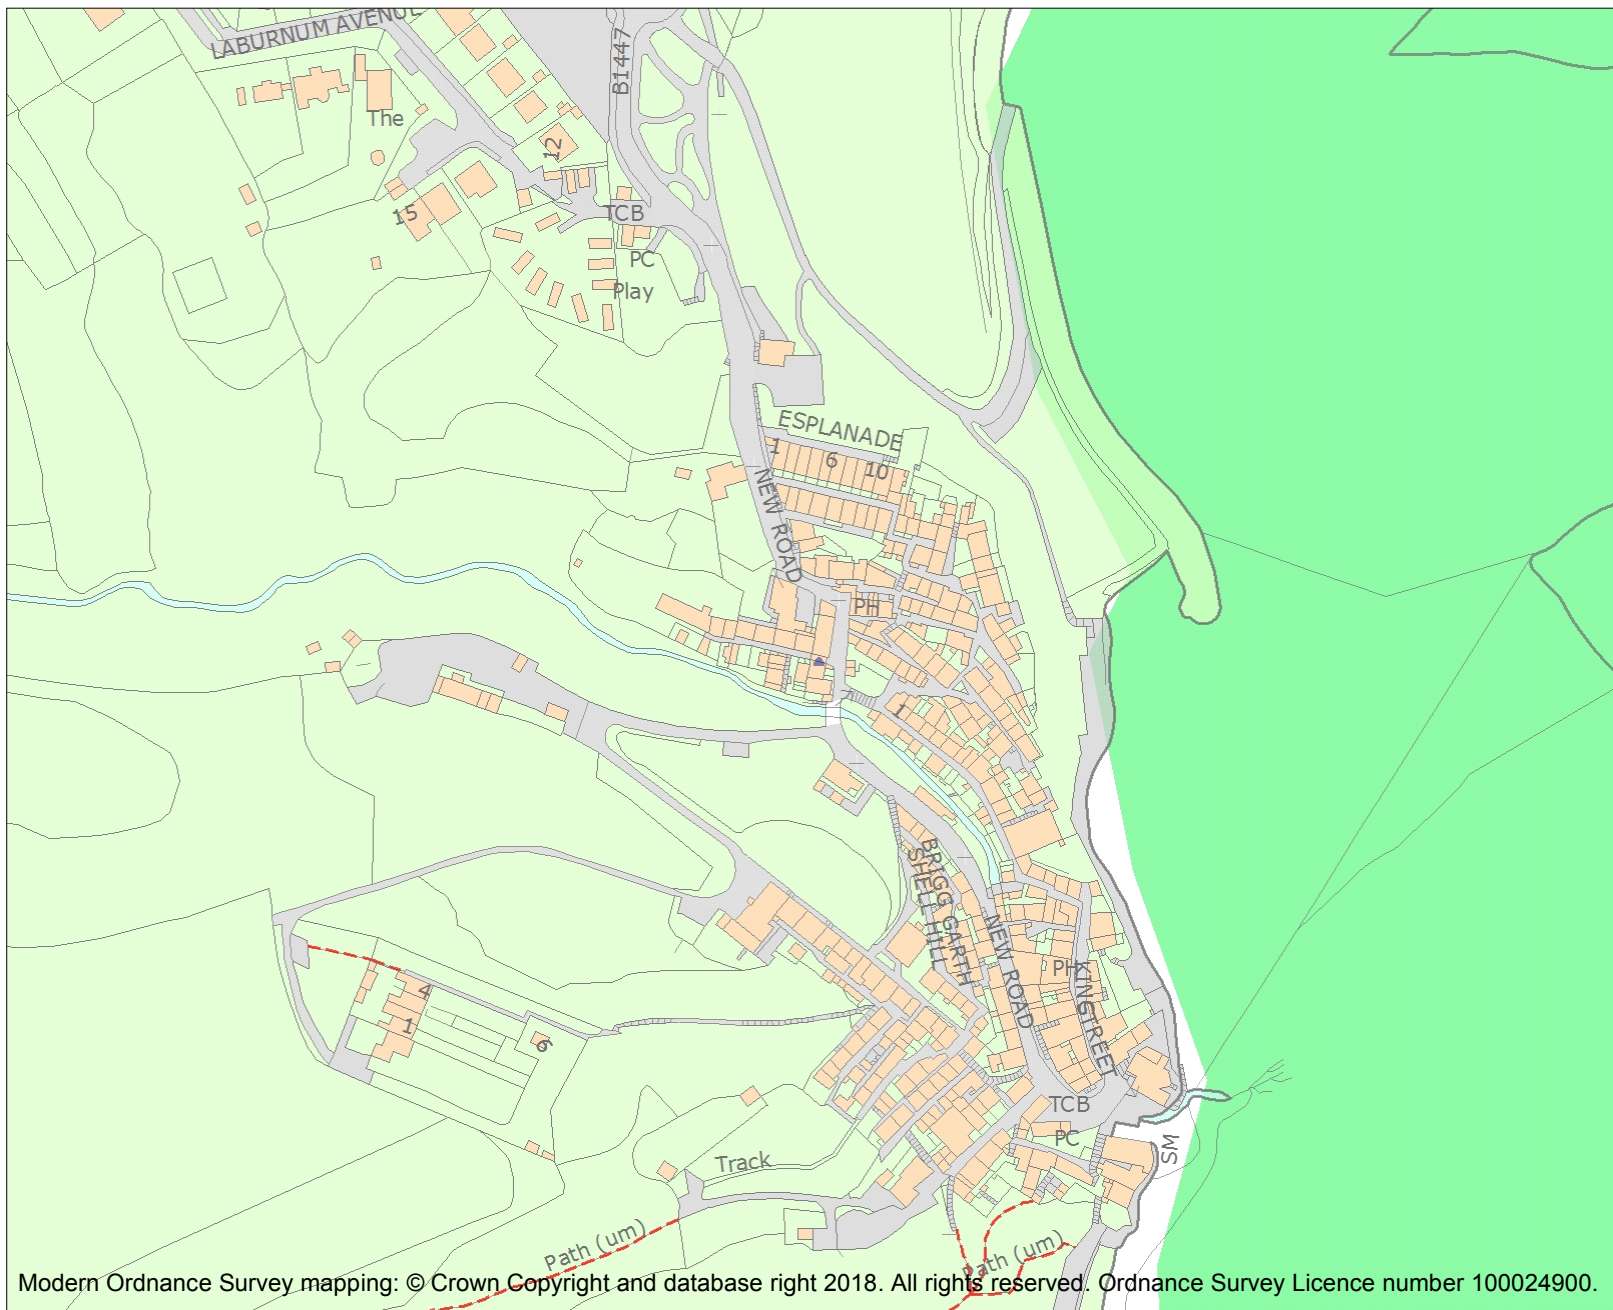 LABURNUM AVENUE
B1447
The
12
15
TCB
PC
Play
ESPLANADE
1
6
10
NEW ROAD
PH
1
BRIGG GARTH
SHELL HILL
NEW ROAD
PH
KINGSTREET
4
1
6
TCB
PC
SM
Track
Path (um)
Path (um)
Modern Ordnance Survey mapping: © Crown Copyright and database right 2018. All rights reserved. Ordnance Survey Licence number 100024900.